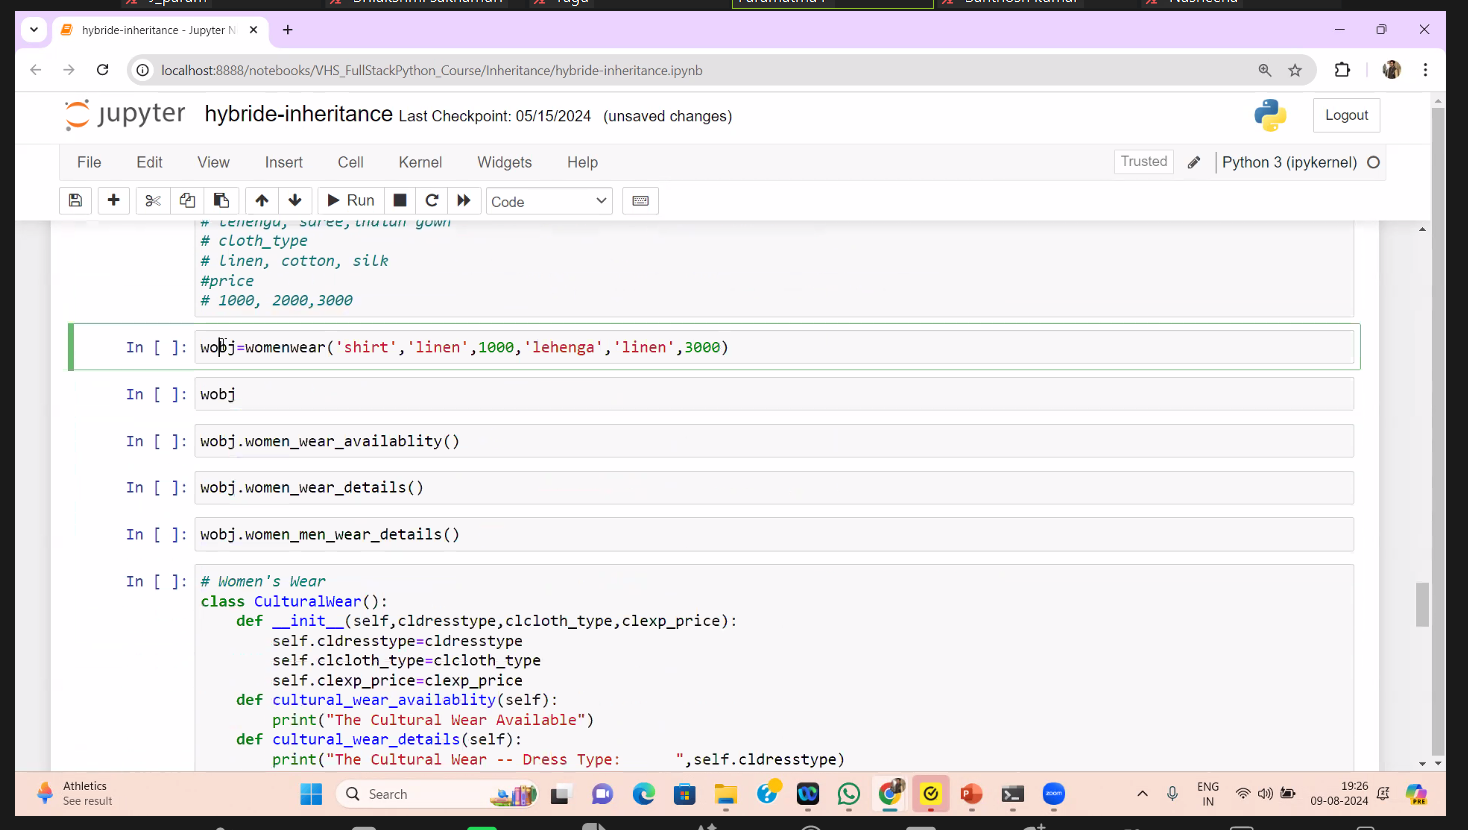 hybride-inheritance - Jupyter N
localhost:8888/notebooks/VHS_FullStackPython_Course/Inheritance/hybride-inheritance.ipynb
jupyter hybride-inheritance Last Checkpoint: 05/15/2024 (unsaved changes)
Logout
File Edit View Insert Cell Kernel Widgets Help
Trusted
Python 3 (ipykernel)
Run
Code
# cloth_type
# linen, cotton, silk
#price
# 1000, 2000,3000
In [ ]: wobj=womenwear('shirt','linen',1000,'lehenga','linen',3000)
In [ ]: wobj
In [ ]: wobj.women_wear_availablity()
In [ ]: wobj.women_wear_details()
In [ ]: wobj.women_men_wear_details()
In [ ]: # Women's Wear
class CulturalWear():
def __init__(self,cldresstype,clcloth_type,clexp_price):
self.cldresstype=cldresstype
self.clcloth_type=clcloth_type
self.clexp_price=clexp_price
def cultural_wear_availablity(self):
print("The Cultural Wear Available")
def cultural_wear_details(self):
print("The Cultural Wear -- Dress Type:      ",self.cldresstype)
Athletics
See result
Search
zoom
ENG
IN
19:26
09-08-2024
PRE